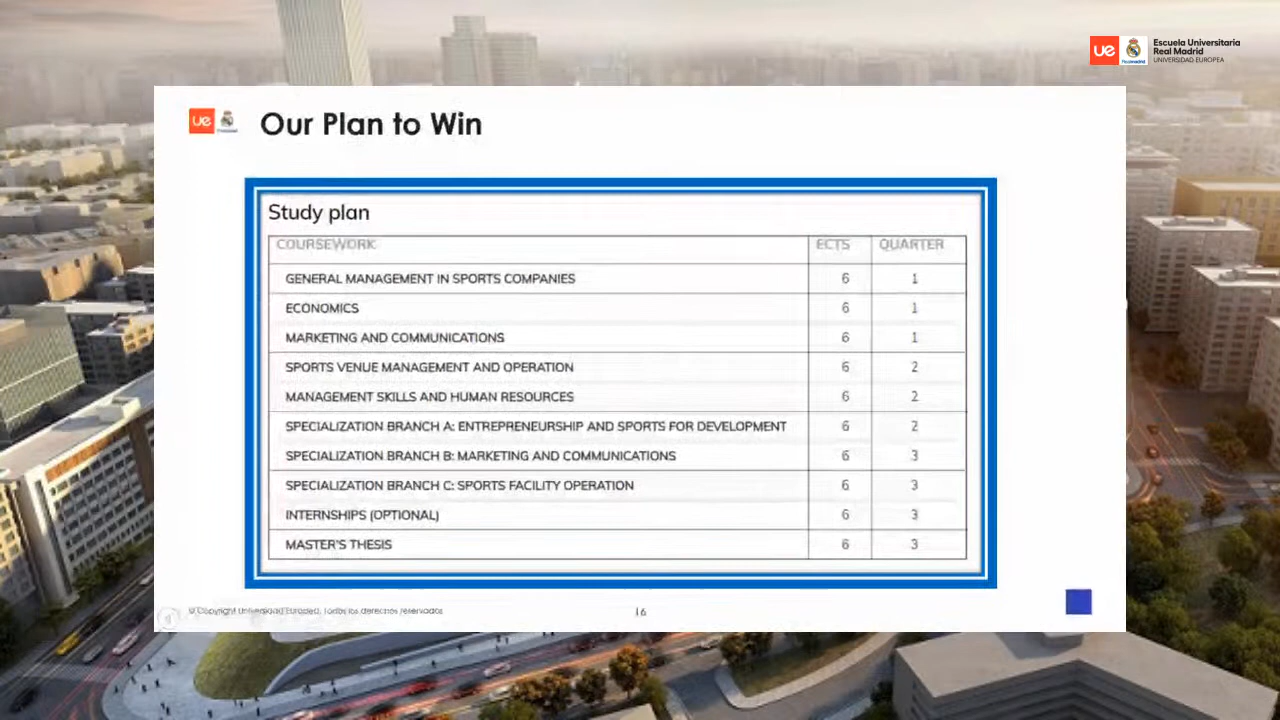 ue
Escuela Universitaria
Real Madrid
UNIVERSIDAD EUROPEA
ue
Our Plan to Win
Study plan
COURSEWORK ECTS QUARTER
GENERAL MANAGEMENT IN SPORTS COMPANIES 6 1
ECONOMICS 6 1
MARKETING AND COMMUNICATIONS 6 1
SPORTS VENUE MANAGEMENT AND OPERATION 6 2
MANAGEMENT SKILLS AND HUMAN RESOURCES 6 2
SPECIALIZATION BRANCH A: ENTREPRENEURSHIP AND SPORTS FOR DEVELOPMENT 6 2
SPECIALIZATION BRANCH B: MARKETING AND COMMUNICATIONS 6 3
SPECIALIZATION BRANCH C: SPORTS FACILITY OPERATION 6 3
INTERNSHIPS (OPTIONAL) 6 3
MASTER'S THESIS 6 3
© Copyright Universidad Europea. Todos los derechos reservados 16